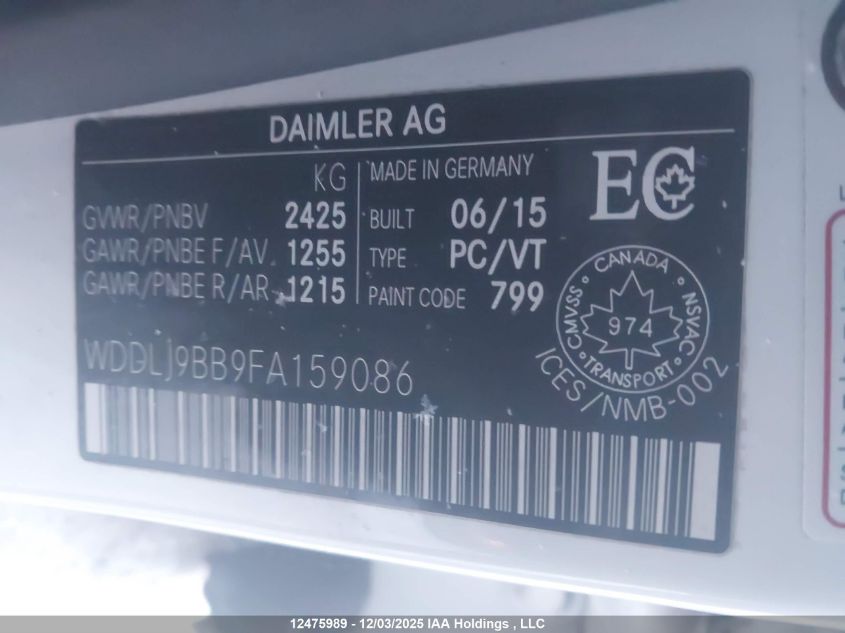 DAIMLER AG
KG
GVWR/PNBV 2425
GAWR/PNBE F/AV 1255
GAWR/PNBE R/AR 1215
MADE IN GERMANY
BUILT 06/15
TYPE PC/VT
PAINT CODE 799
EC
CANADA
CMVSS 974 NSVAC
TRANSPORT
ICES/NMB-002
WDDLJ9BB9FA159086
12475989 - 12/03/2025 IAA Holdings , LLC